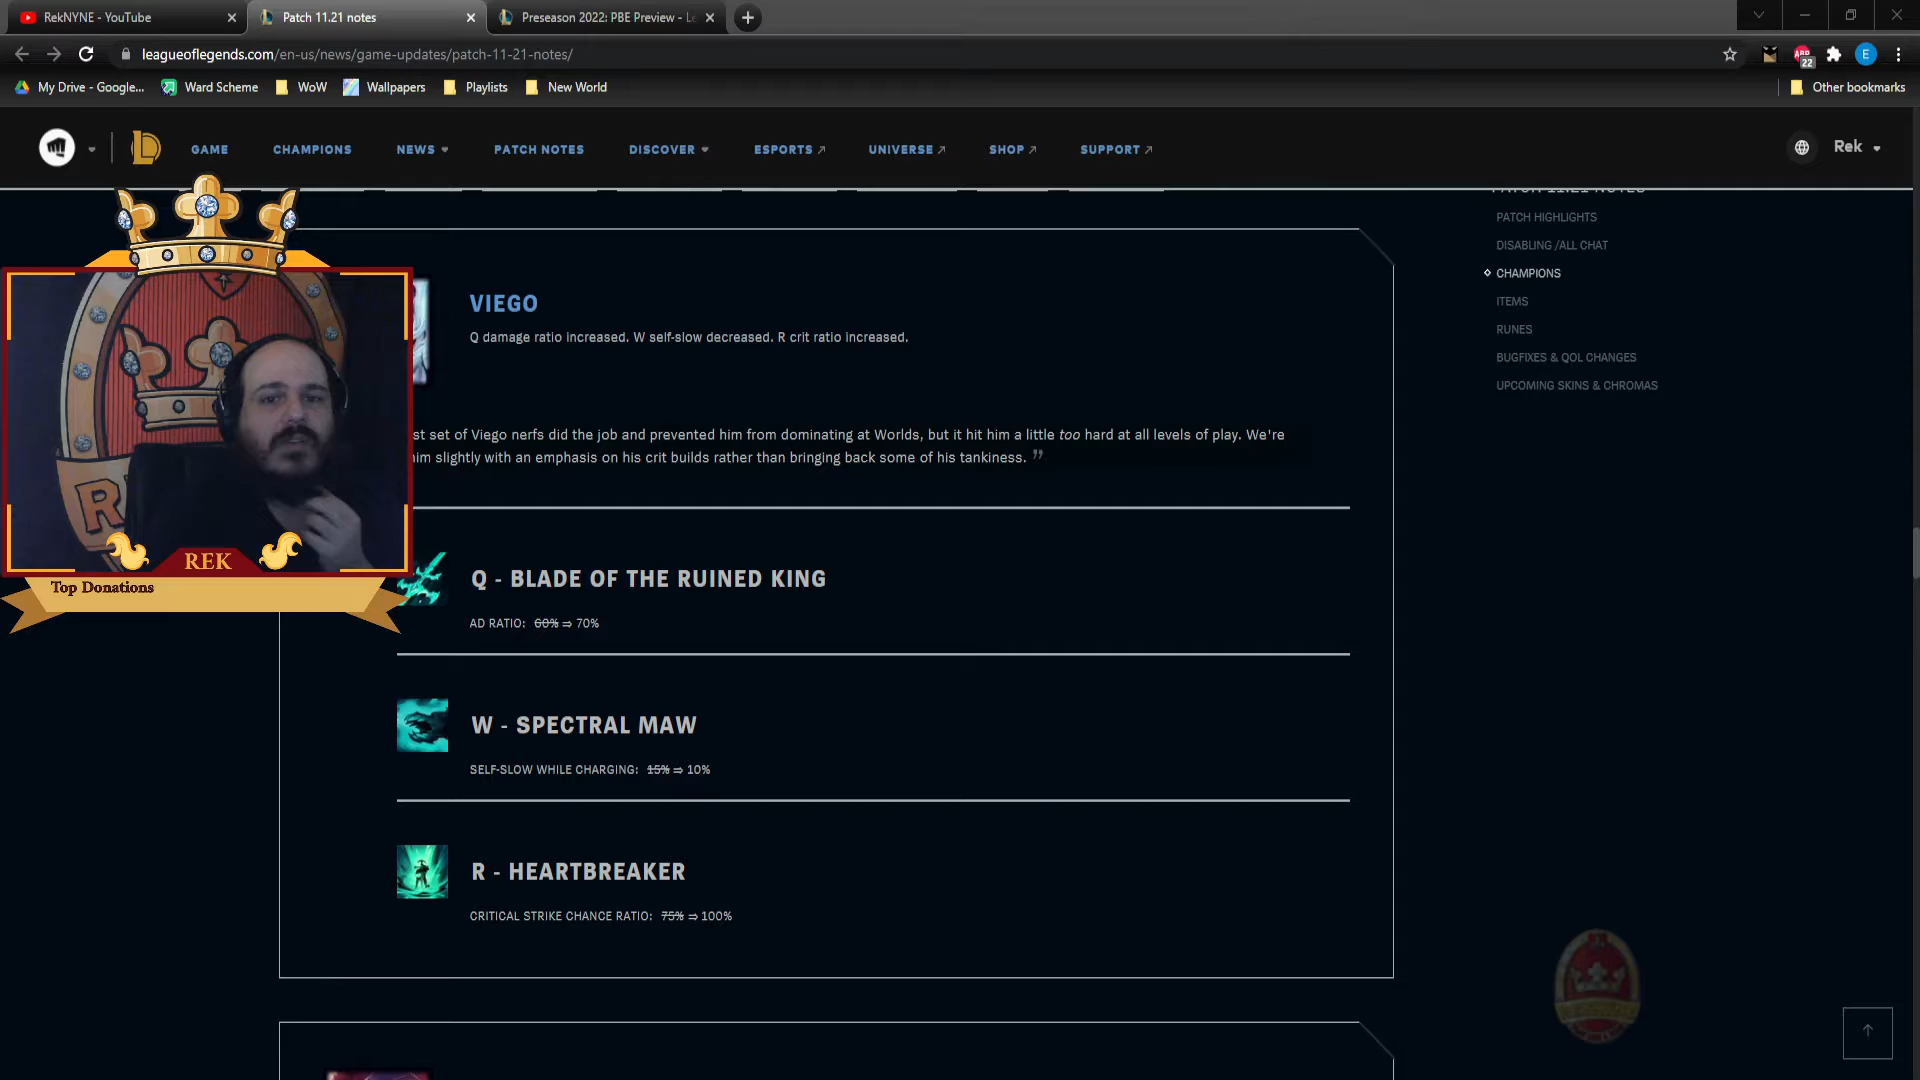 RekNYNE - YouTube
Patch 11.21 notes
Preseason 2022: PBE Preview - Le
leagueoflegends.com/en-us/news/game-updates/patch-11-21-notes/
22
E
My Drive - Google...
Ward Scheme
WoW
Wallpapers
Playlists
New World
Other bookmarks
GAME
CHAMPIONS
NEWS
PATCH NOTES
DISCOVER
ESPORTS
UNIVERSE
SHOP
SUPPORT
Rek
PATCH 11.21 NOTES
PATCH HIGHLIGHTS
DISABLING /ALL CHAT
CHAMPIONS
ITEMS
RUNES
BUGFIXES & QOL CHANGES
UPCOMING SKINS & CHROMAS
VIEGO
Q damage ratio increased. W self-slow decreased. R crit ratio increased.
st set of Viego nerfs did the job and prevented him from dominating at Worlds, but it hit him a little too hard at all levels of play. We're
him slightly with an emphasis on his crit builds rather than bringing back some of his tankiness. ”
REK
Top Donations
Q - BLADE OF THE RUINED KING
AD RATIO: 60% ⇒ 70%
W - SPECTRAL MAW
SELF-SLOW WHILE CHARGING: 15% ⇒ 10%
R - HEARTBREAKER
CRITICAL STRIKE CHANCE RATIO: 75% ⇒ 100%